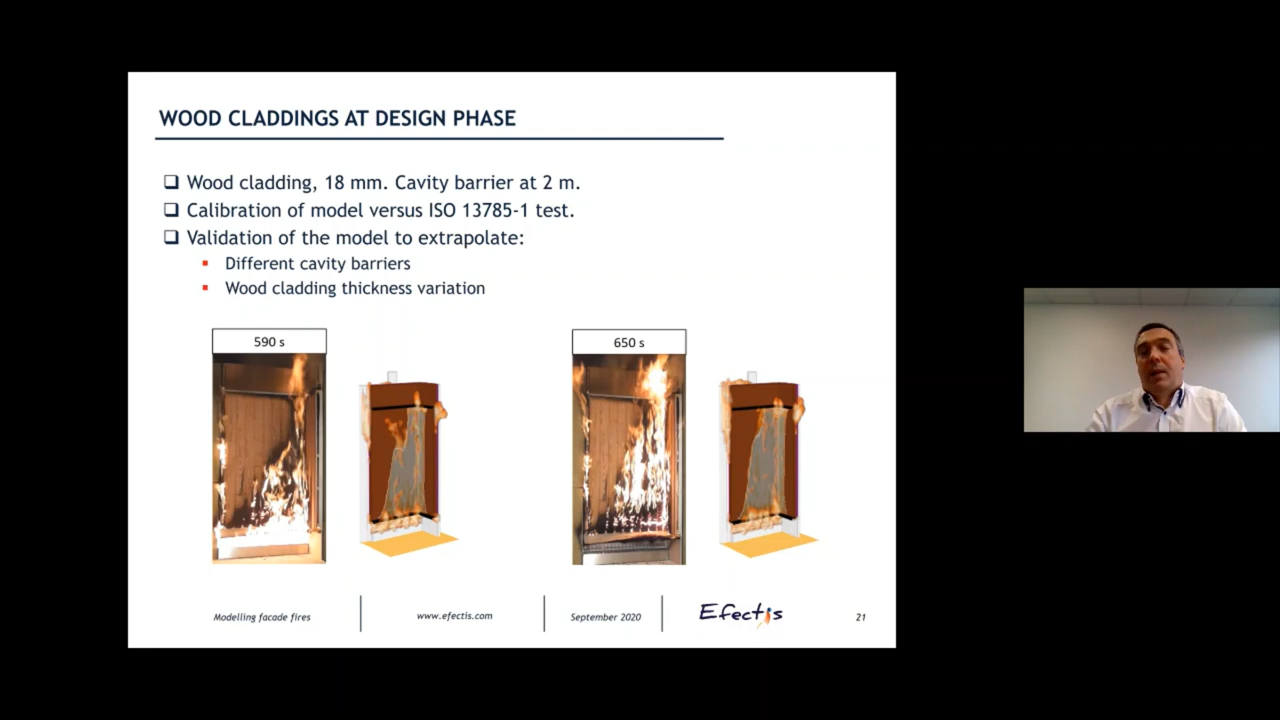 WOOD CLADDINGS AT DESIGN PHASE
Wood cladding, 18 mm. Cavity barrier at 2 m.
Calibration of model versus ISO 13785-1 test.
Validation of the model to extrapolate:
Different cavity barriers
Wood cladding thickness variation
590 s
650 s
Modelling facade fires
www.efectis.com
September 2020
Efectis
21